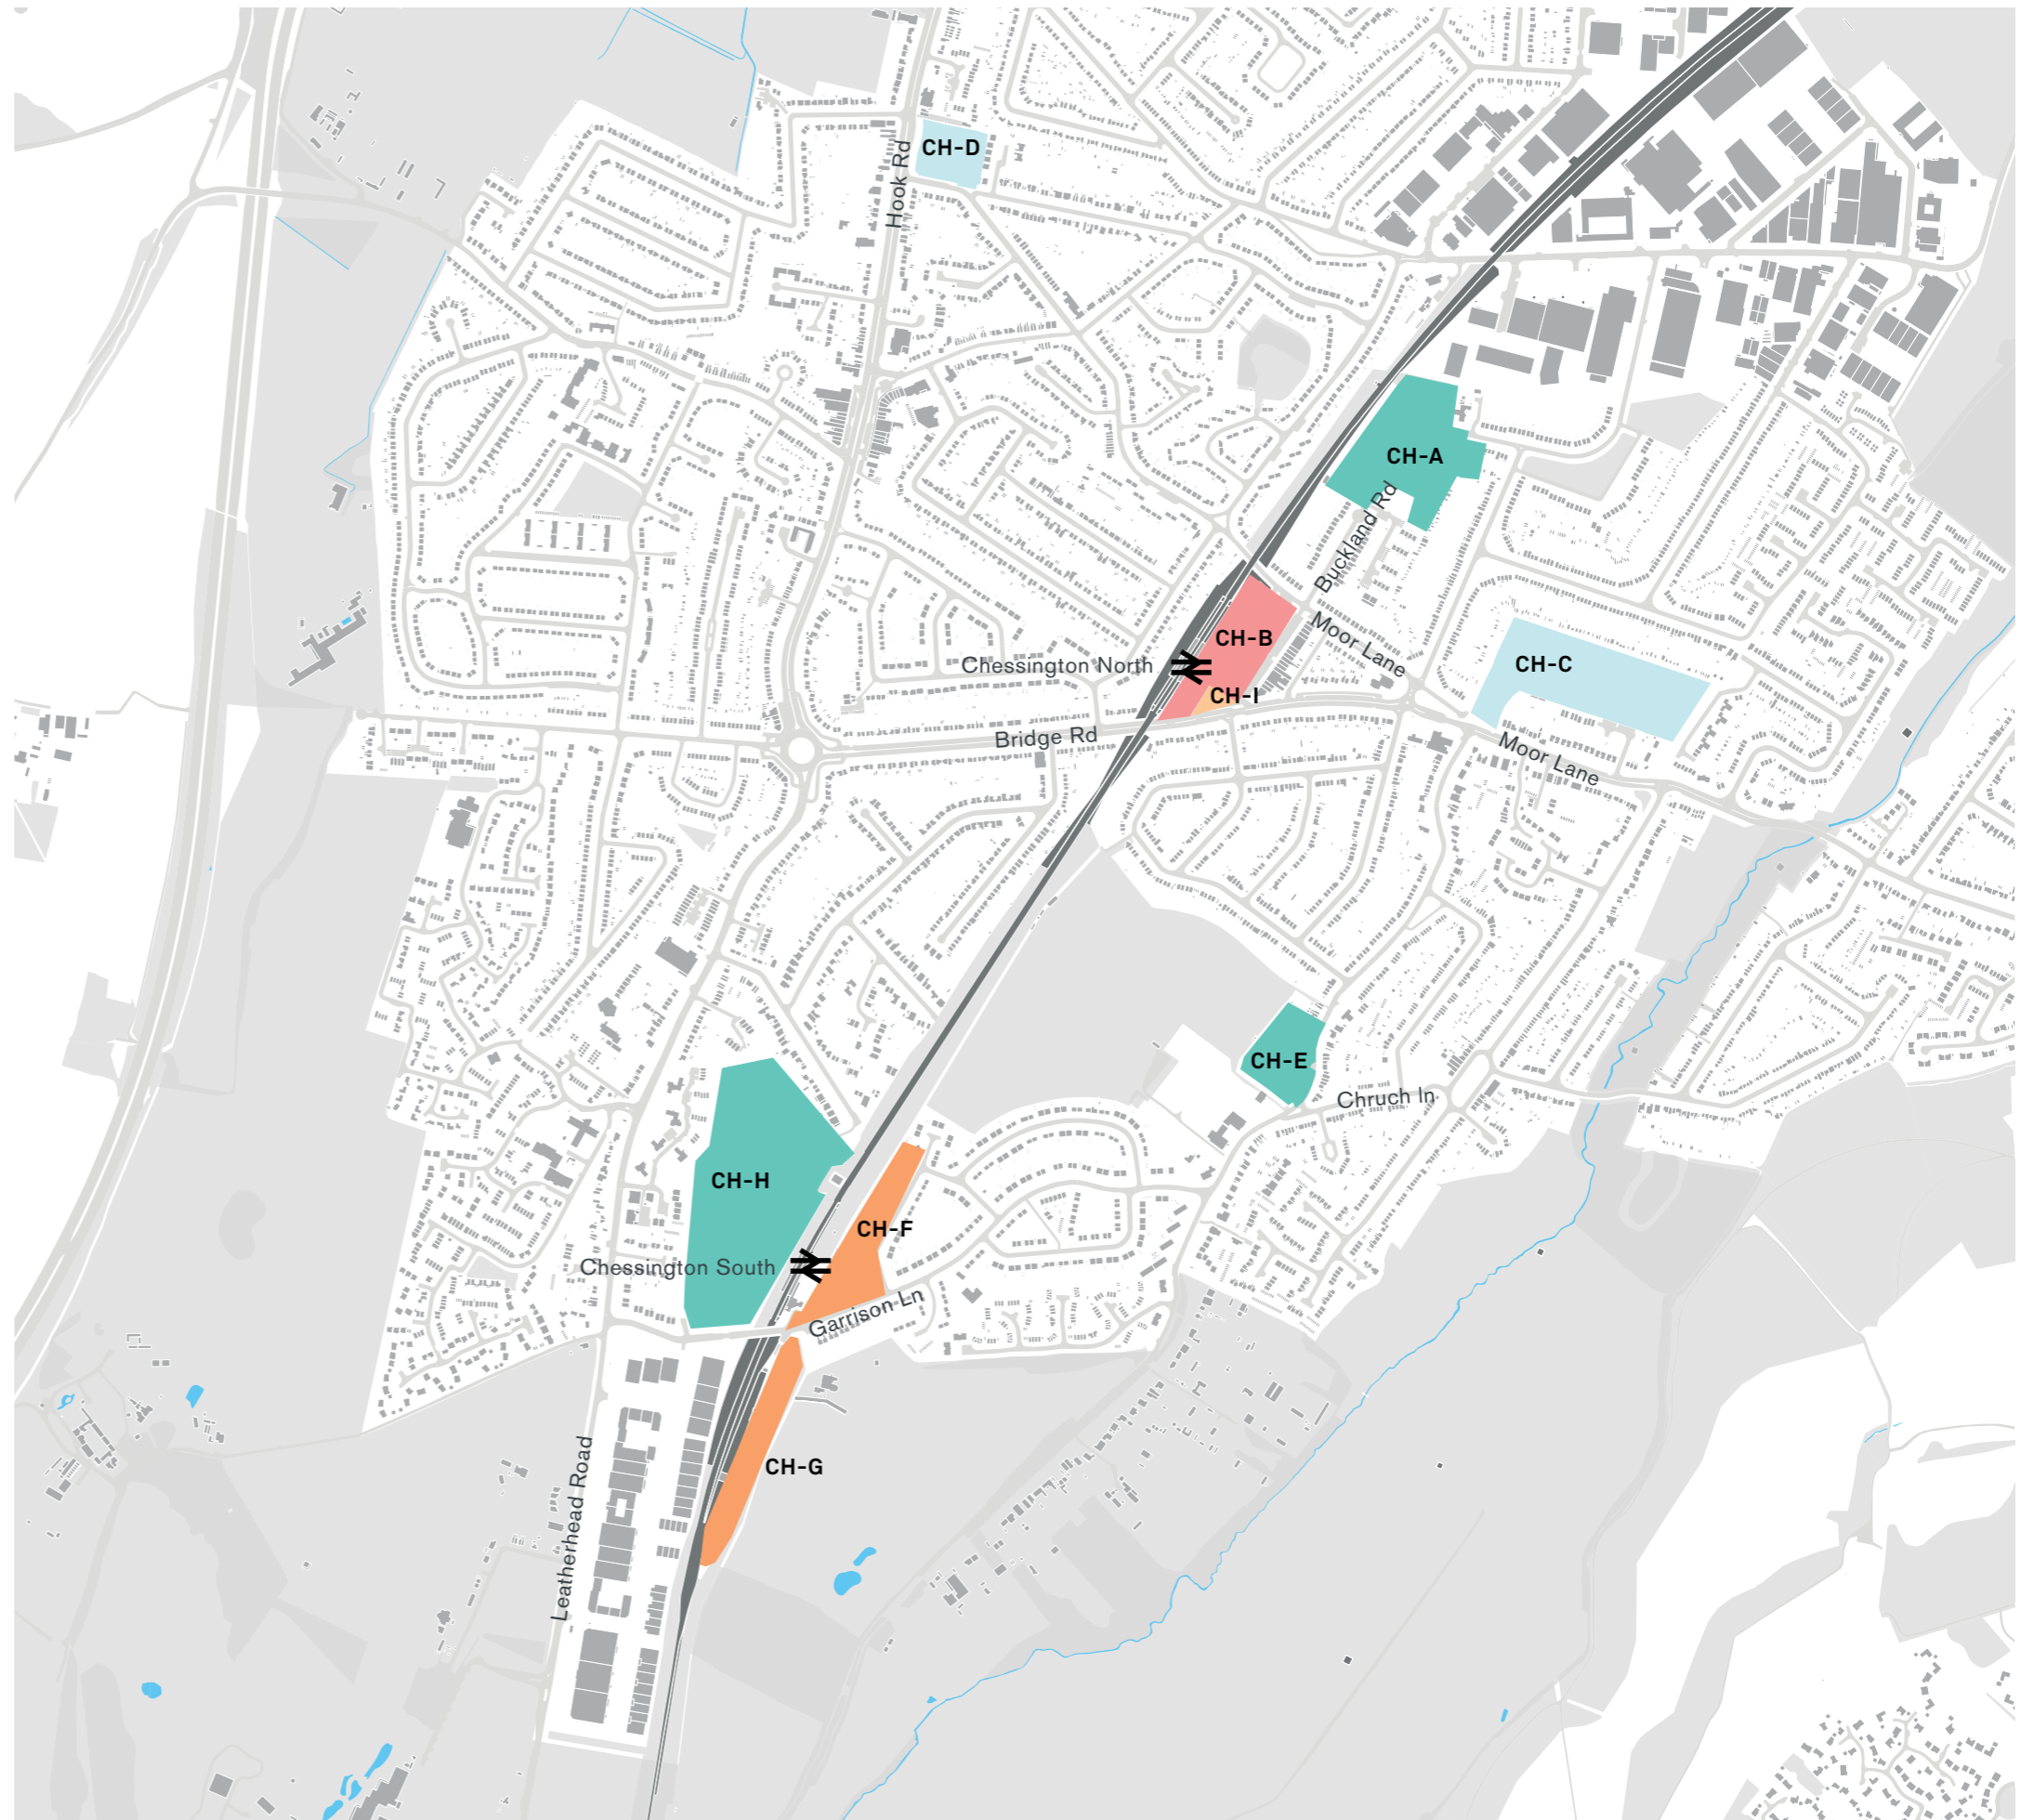 CH-D
Hook Rd
CH-A
Buckland Rd
CH-B
Moor Lane
Chessington North
CH-C
CH-I
Bridge Rd
Moor Lane
CH-E
Chruch ln
CH-H
CH-F
Chessington South
Garrison Ln
CH-G
Leatherhead Road